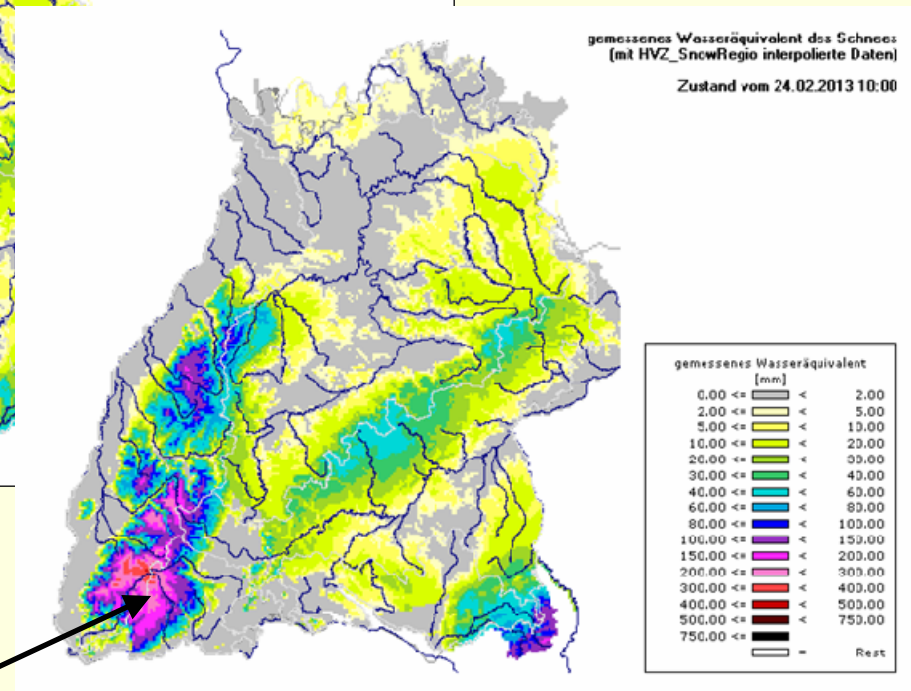 gemessenes Wasseräquivalent des Schnees
(mit HVZ_SnowRegio interpolierte Daten)
Zustand vom 24.02.2013 10:00
gemessenes Wasseräquivalent
[mm]
0.00 <= < 2.00
2.00 <= < 5.00
5.00 <= < 10.00
10.00 <= < 20.00
20.00 <= < 30.00
30.00 <= < 40.00
40.00 <= < 60.00
60.00 <= < 80.00
80.00 <= < 100.00
100.00 <= < 150.00
150.00 <= < 200.00
200.00 <= < 300.00
300.00 <= < 400.00
400.00 <= < 500.00
500.00 <= < 750.00
750.00 <=
= Rest